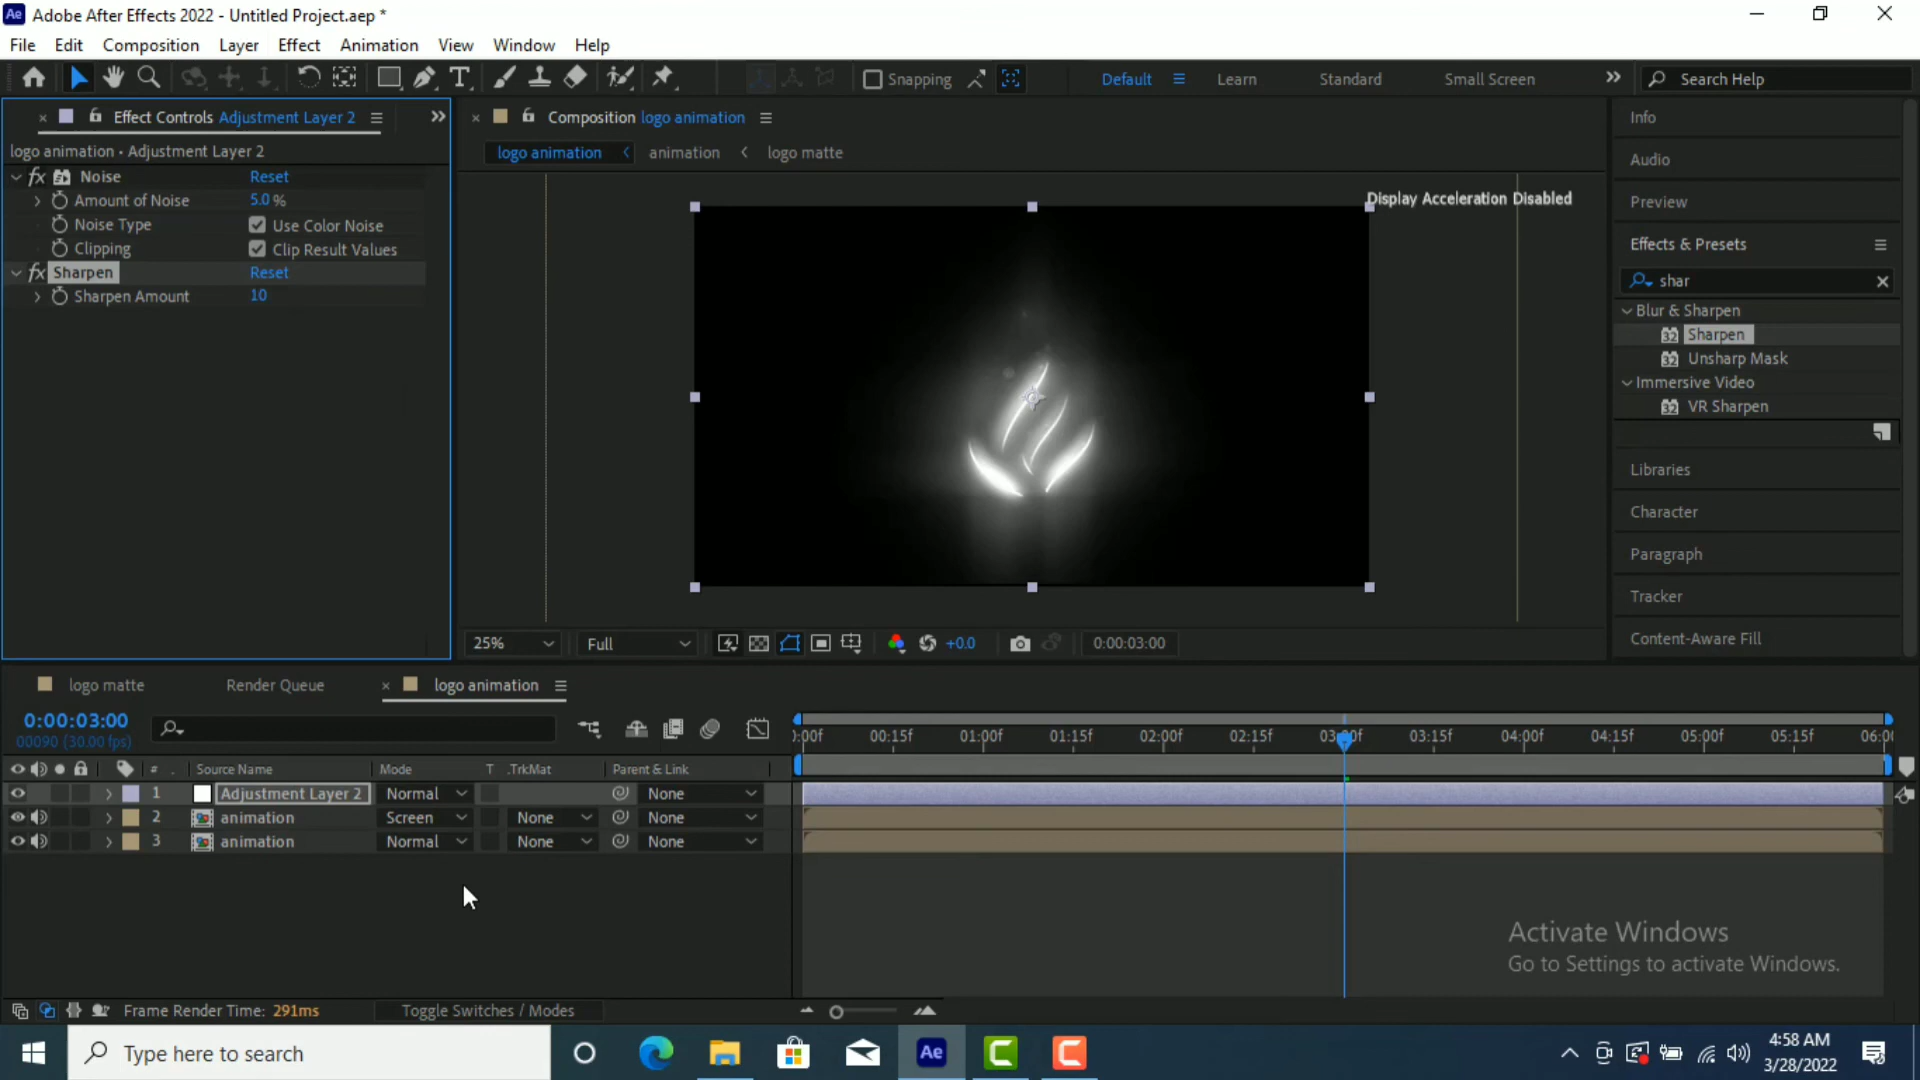 Ae Adobe After Effects 2022 - Untitled Project.aep *
File Edit Composition Layer Effect Animation View Window Help
Snapping Default Learn Standard Small Screen Search Help
Effect Controls Adjustment Layer 2
logo animation • Adjustment Layer 2
fx Noise Reset
Amount of Noise 5.0 %
Noise Type Use Color Noise
Clipping Clip Result Values
fx Sharpen Reset
Sharpen Amount 10
Composition logo animation
logo animation animation logo matte
Display Acceleration Disabled
25% Full +0.0 0:00:03:00
Info
Audio
Preview
Effects & Presets
shar
Blur & Sharpen
32 Sharpen
32 Unsharp Mask
Immersive Video
32 VR Sharpen
Libraries
Character
Paragraph
Tracker
Content-Aware Fill
logo matte Render Queue logo animation
0:00:03:00
00090 (30.00 fps)
):00f 00:15f 01:00f 01:15f 02:00f 02:15f 03:00f 03:15f 04:00f 04:15f 05:00f 05:15f 06:00
# . Source Name Mode T .TrkMat Parent & Link
1 Adjustment Layer 2 Normal None
2 animation Screen None None
3 animation Normal None None
Activate Windows
Go to Settings to activate Windows.
Frame Render Time: 291ms Toggle Switches / Modes
Type here to search
Ae
4:58 AM
3/28/2022